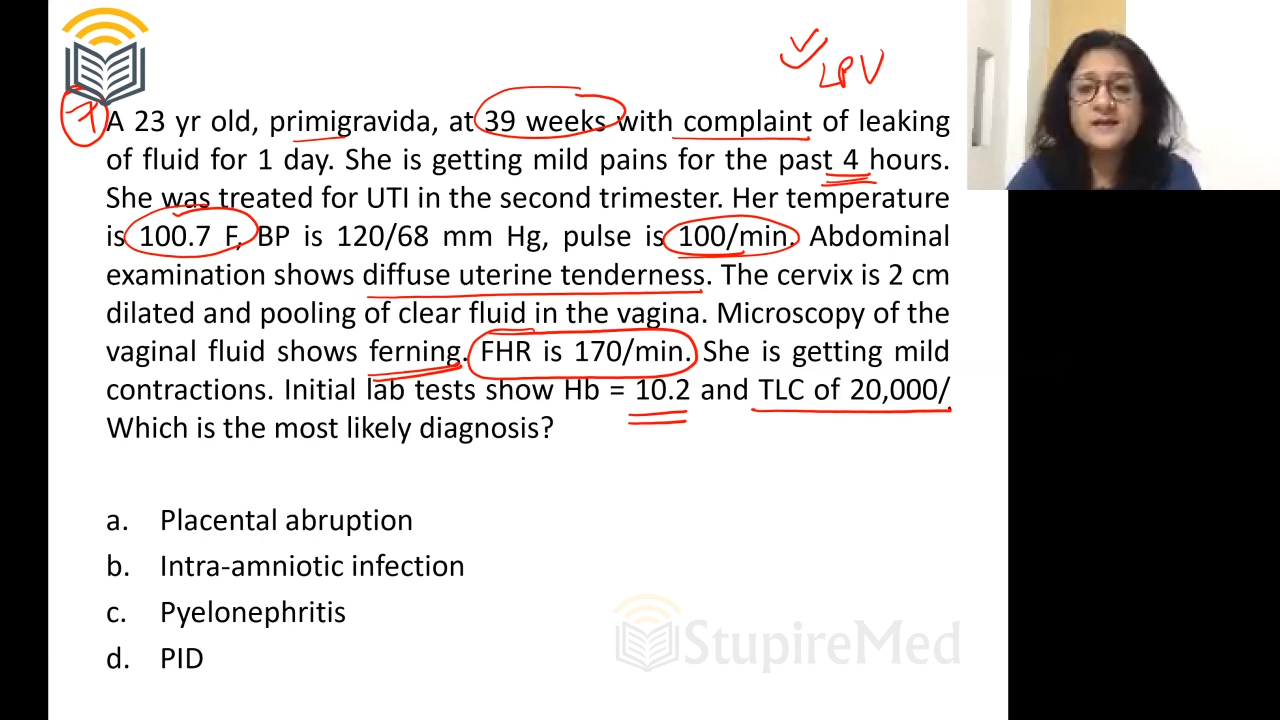 LPV
7
A 23 yr old, primigravida, at 39 weeks with complaint of leaking
of fluid for 1 day. She is getting mild pains for the past 4 hours.
She was treated for UTI in the second trimester. Her temperature
is 100.7 F, BP is 120/68 mm Hg, pulse is 100/min. Abdominal
examination shows diffuse uterine tenderness. The cervix is 2 cm
dilated and pooling of clear fluid in the vagina. Microscopy of the
vaginal fluid shows ferning. FHR is 170/min. She is getting mild
contractions. Initial lab tests show Hb = 10.2 and TLC of 20,000/
Which is the most likely diagnosis?
a. Placental abruption
b. Intra-amniotic infection
c. Pyelonephritis
d. PID
StupireMed